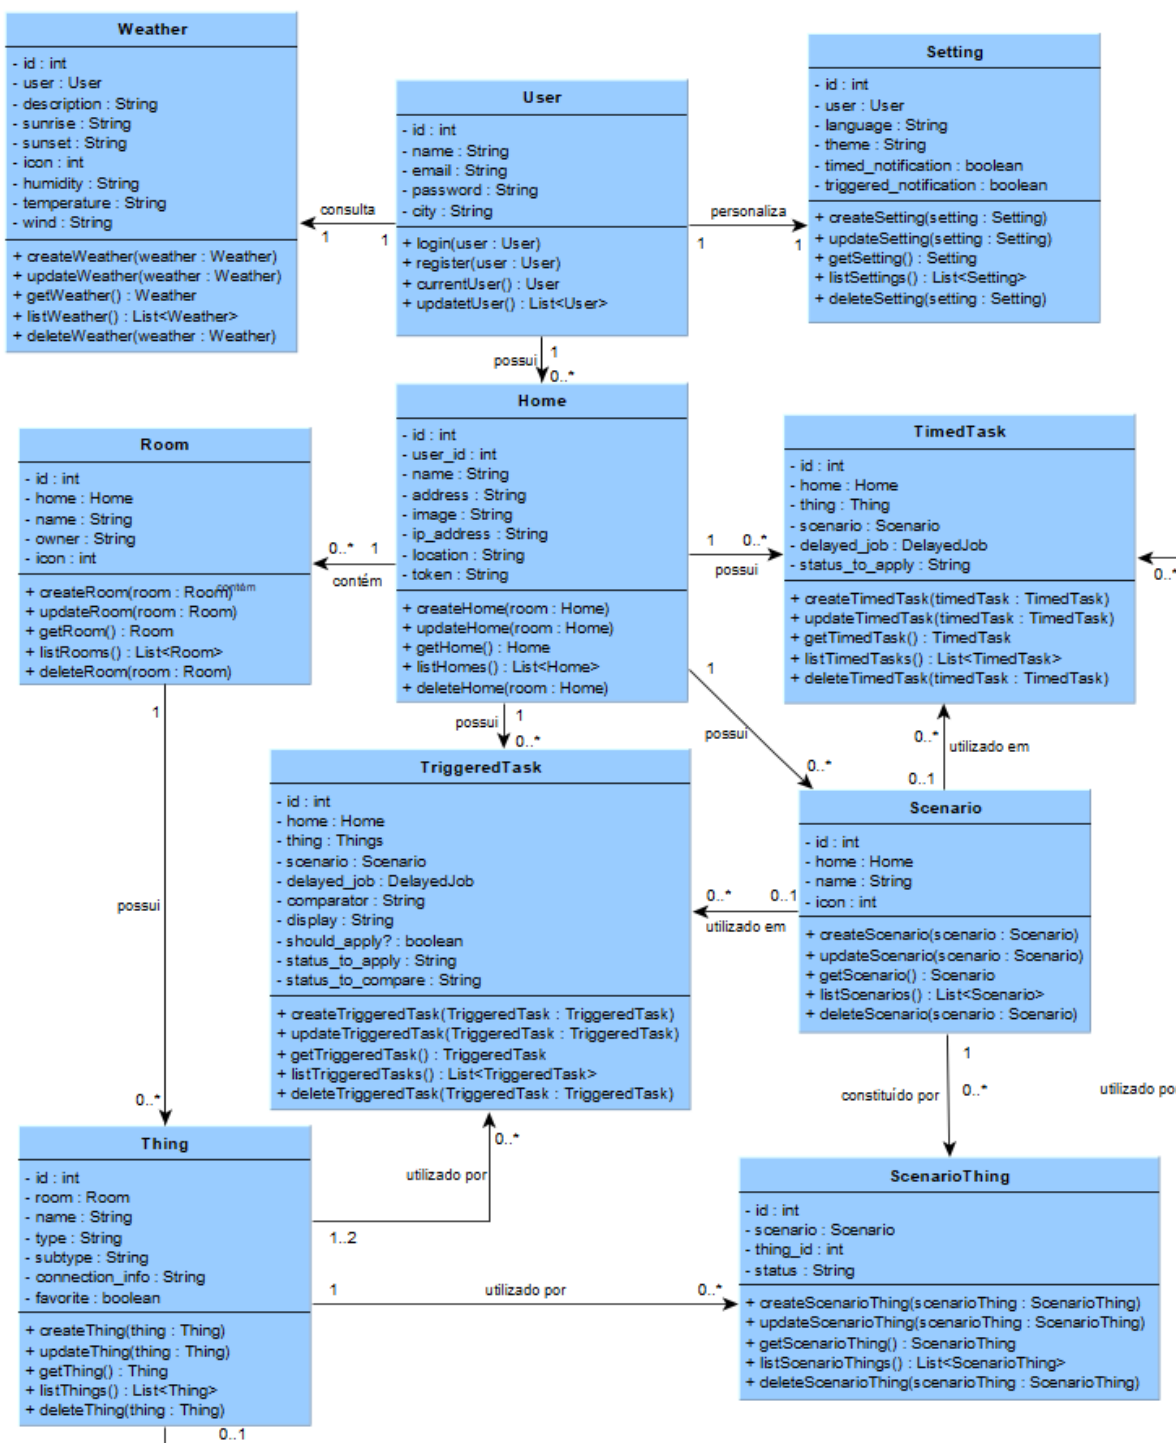 Weather
- id : int
- user : User
- description : String
- sunrise : String
- sunset : String
- icon : int
- humidity : String
- temperature : String
- wind : String
+ createWeather(weather : Weather)
+ updateWeather(weather : Weather)
+ getWeather() : Weather
+ listWeather() : List<Weather>
+ deleteWeather(weather : Weather)
consulta
1
1
User
- id : int
- name : String
- email : String
- password : String
- city : String
+ login(user : User)
+ register(user : User)
+ currentUser() : User
+ updatetUser() : List<User>
personaliza
1
1
Setting
- id : int
- user : User
- language : String
- theme : String
- timed_notification : boolean
- triggered_notification : boolean
+ createSetting(setting : Setting)
+ updateSetting(setting : Setting)
+ getSetting() : Setting
+ listSettings() : List<Setting>
+ deleteSetting(setting : Setting)
possui
1
0..*
Room
- id : int
- home : Home
- name : String
- owner : String
- icon : int
+ createRoom(room : Room)
contém
+ updateRoom(room : Room)
+ getRoom() : Room
+ listRooms() : List<Room>
+ deleteRoom(room : Room)
0..*
1
contém
Home
- id : int
- user_id : int
- name : String
- address : String
- image : String
- ip_address : String
- location : String
- token : String
+ createHome(room : Home)
+ updateHome(room : Home)
+ getHome() : Home
+ listHomes() : List<Home>
+ deleteHome(room : Home)
1
0..*
possui
TimedTask
- id : int
- home : Home
- thing : Thing
- scenario : Scenario
- delayed_job : DelayedJob
- status_to_apply : String
+ createTimedTask(timedTask : TimedTask)
+ updateTimedTask(timedTask : TimedTask)
+ getTimedTask() : TimedTask
+ listTimedTasks() : List<TimedTask>
+ deleteTimedTask(timedTask : TimedTask)
0..*
1
possui
0..*
1
possui
0..*
0..*
utilizado em
0..1
1
possui
0..*
TriggeredTask
- id : int
- home : Home
- thing : Things
- scenario : Scenario
- delayed_job : DelayedJob
- comparator : String
- display : String
- should_apply? : boolean
- status_to_apply : String
- status_to_compare : String
+ createTriggeredTask(TriggeredTask : TriggeredTask)
+ updateTriggeredTask(TriggeredTask : TriggeredTask)
+ getTriggeredTask() : TriggeredTask
+ listTriggeredTasks() : List<TriggeredTask>
+ deleteTriggeredTask(TriggeredTask : TriggeredTask)
0..*
0..1
utilizado em
Scenario
- id : int
- home : Home
- name : String
- icon : int
+ createScenario(scenario : Scenario)
+ updateScenario(scenario : Scenario)
+ getScenario() : Scenario
+ listScenarios() : List<Scenario>
+ deleteScenario(scenario : Scenario)
1
constituído por
0..*
utilizado po
Thing
- id : int
- room : Room
- name : String
- type : String
- subtype : String
- connection_info : String
- favorite : boolean
+ createThing(thing : Thing)
+ updateThing(thing : Thing)
+ getThing() : Thing
+ listThings() : List<Thing>
+ deleteThing(thing : Thing)
0..1
0..*
utilizado por
1..2
1
utilizado por
0..*
ScenarioThing
- id : int
- scenario : Scenario
- thing_id : int
- status : String
+ createScenarioThing(scenarioThing : ScenarioThing)
+ updateScenarioThing(scenarioThing : ScenarioThing)
+ getScenarioThing() : ScenarioThing
+ listScenarioThings() : List<ScenarioThing>
+ deleteScenarioThing(scenarioThing : ScenarioThing)